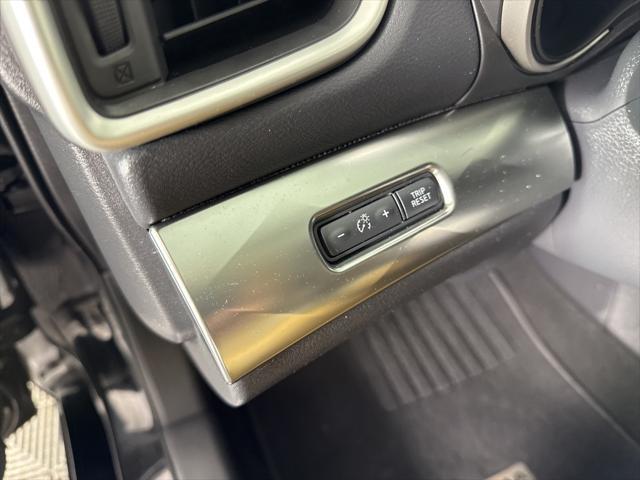 − +
TRIP
RESET